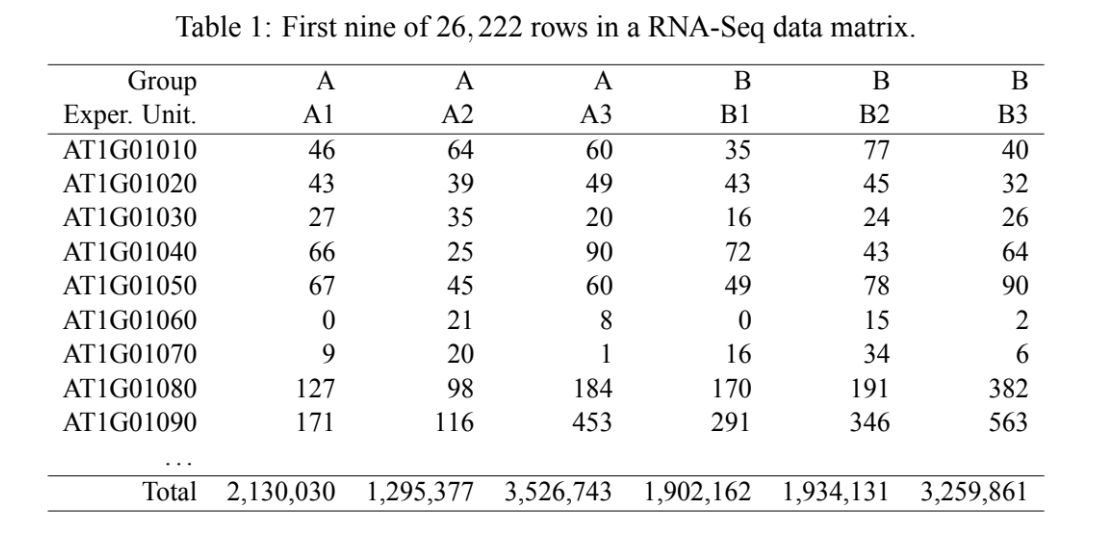 Table 1: First nine of 26,222 rows in a RNA-Seq data matrix.
Group A A A B B B
Exper. Unit. A1 A2 A3 B1 B2 B3
AT1G01010 46 64 60 35 77 40
AT1G01020 43 39 49 43 45 32
AT1G01030 27 35 20 16 24 26
AT1G01040 66 25 90 72 43 64
AT1G01050 67 45 60 49 78 90
AT1G01060 0 21 8 0 15 2
AT1G01070 9 20 1 16 34 6
AT1G01080 127 98 184 170 191 382
AT1G01090 171 116 453 291 346 563
...
Total 2,130,030 1,295,377 3,526,743 1,902,162 1,934,131 3,259,861